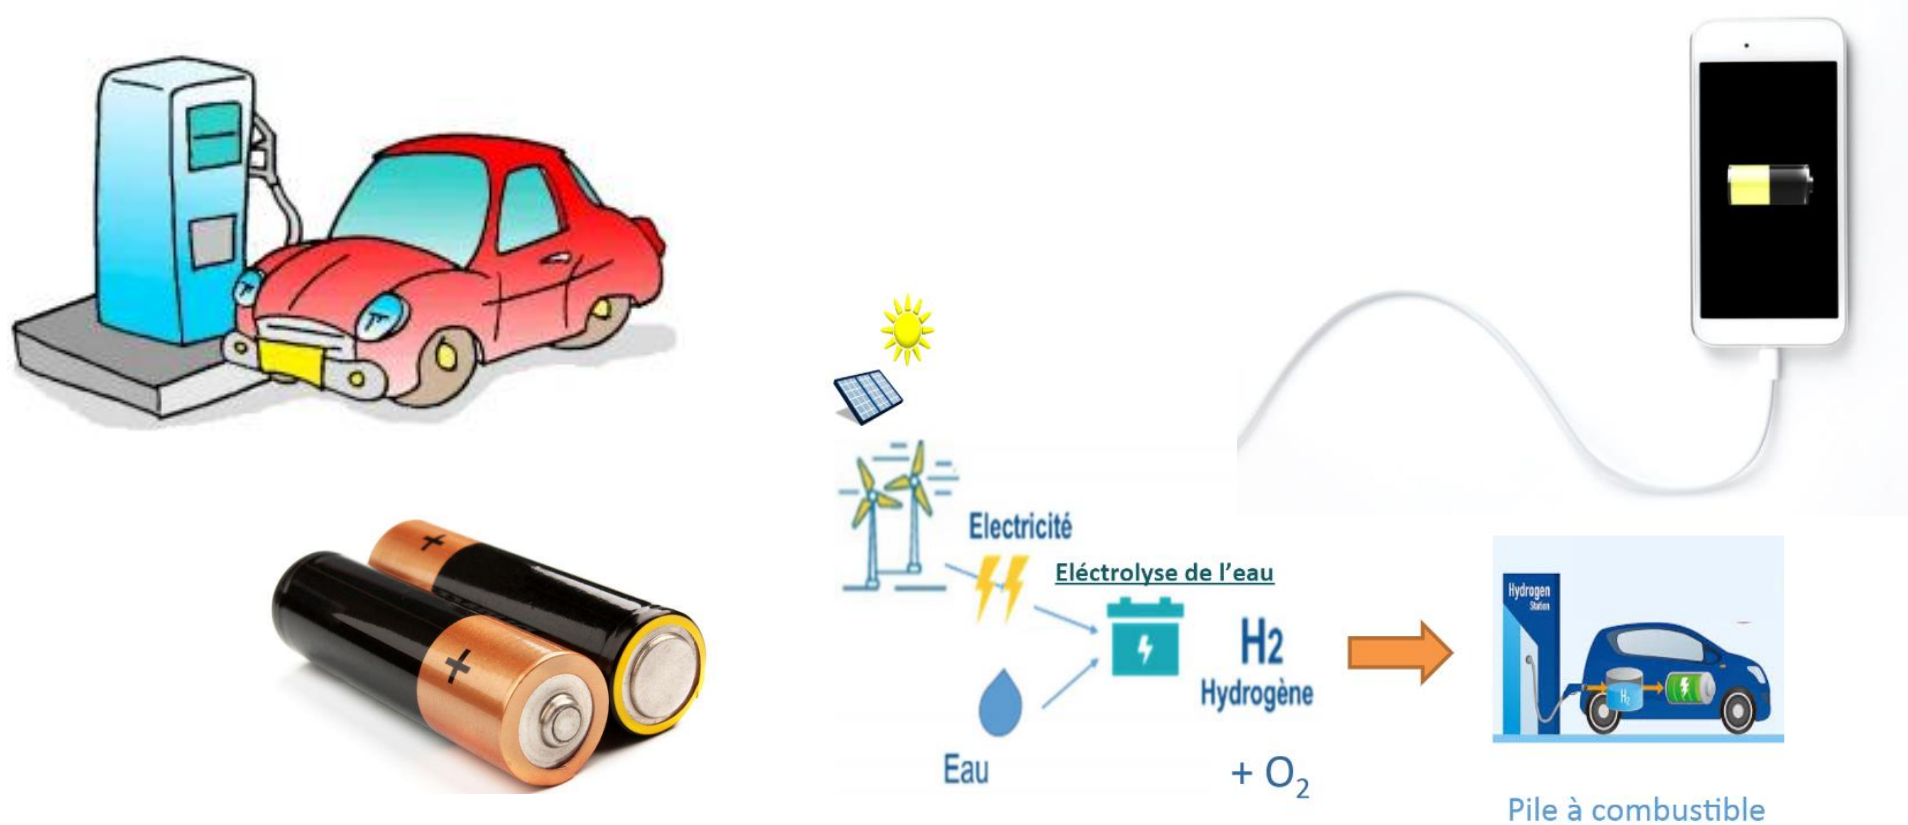 +
+
Electricité
Eléctrolyse de l'eau
H2
Hydrogène
Eau
+ O2
Hydrogen
Station
H2
Pile à combustible